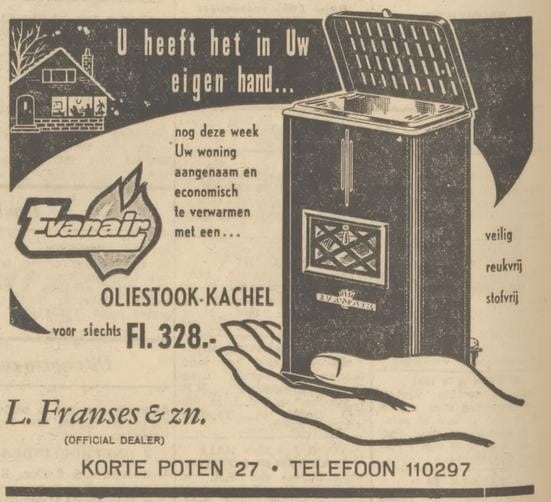 U heeft het in Uw
eigen hand...
nog deze week
Uw woning
aangenaam en
economisch
te verwarmen
met een...
Evanair
OLIESTOOK-KACHEL
voor slechts Fl. 328.-
veilig
reukvrij
stofvrij
EVANAIR
L. Franses & zn.
(OFFICIAL DEALER)
KORTE POTEN 27 • TELEFOON 110297